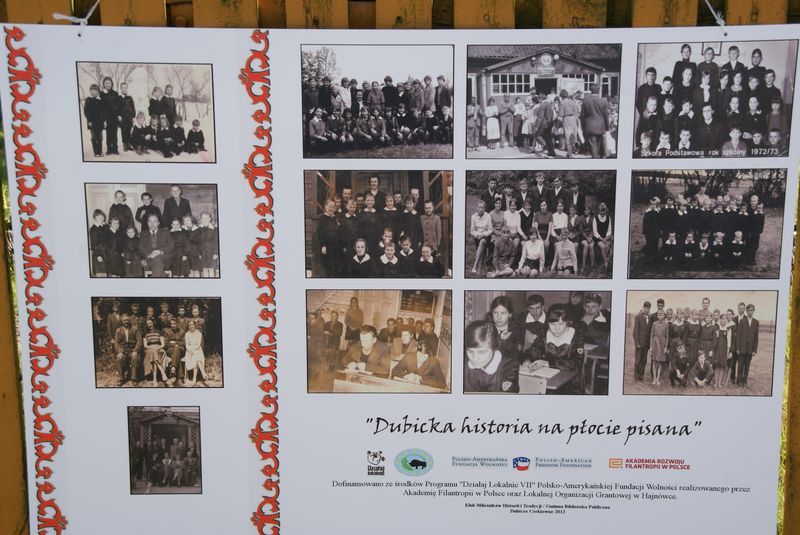 Szkoła Podstawowa rok szkolny 1972/73
"Dubicka historia na płocie pisana"
Działaj Lokalnie
POLSKO-AMERYKAŃSKA
FUNDACJA WOLNOŚCI
POLISH-AMERICAN
FREEDOM FOUNDATION
AKADEMIA ROZWOJU
FILANTROPII W POLSCE
Dofinansowano ze środków Programu "Działaj Lokalnie VII" Polsko-Amerykańskiej Fundacji Wolności realizowanego przez
Akademię Filantropii w Polsce oraz Lokalnej Organizacji Grantowej w Hajnówce.
Klub Miłośników Historii i Tradycji / Gminna Biblioteka Publiczna
Dubicze Cerkiewne 2012